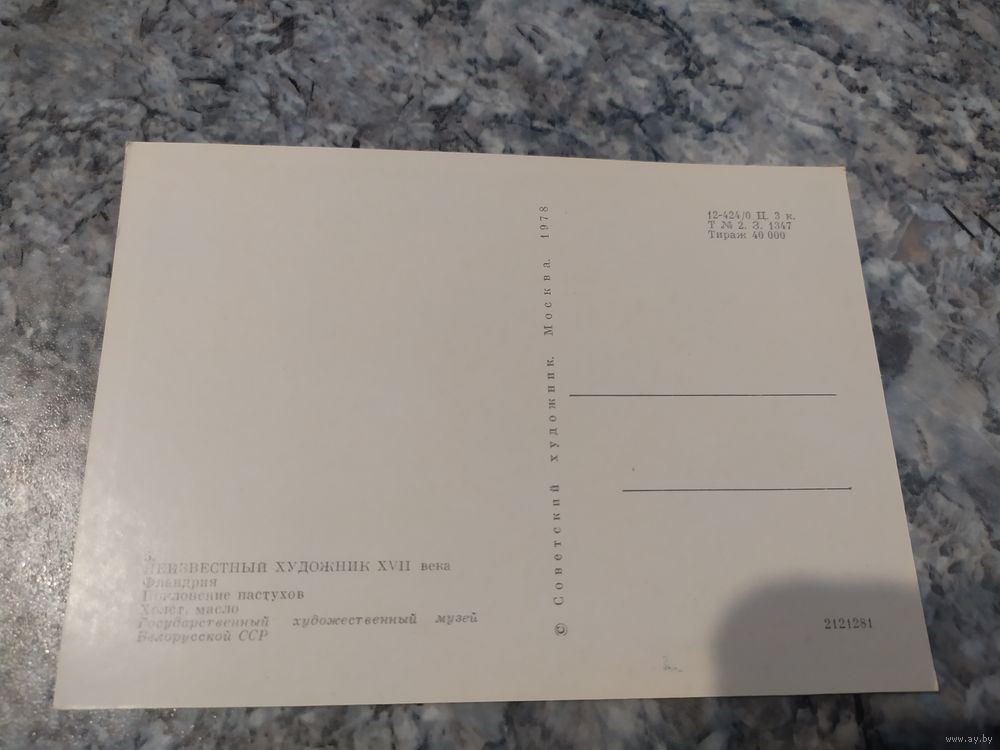 НЕИЗВЕСТНЫЙ ХУДОЖНИК XVII века
Фландрия
Поклонение пастухов
Холст, масло
Государственный художественный музей
Белорусской ССР
© Советский художник. Москва. 1978
12-424/0 Ц. 3 к.
Т № 2. З. 1347
Тираж 40 000
2121281
www.ay.by